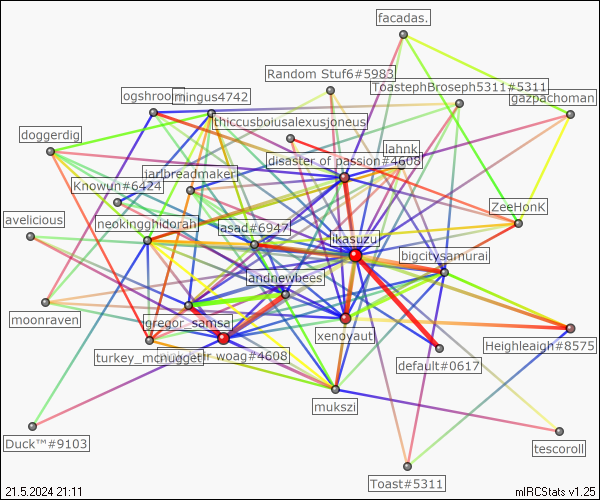 facadas.
Random Stuf6#5983
ToastephBroseph5311#5311
ogshroom
mingus4742
gazpachoman
thiccusboiusalexusjoneus
doggerdig
lahnk
disaster of passion#4608
jarlbreadmaker
Knowun#6424
ZeeHonK
avelicious
neokingghidorah
asad#6947
ikasuzu
bigcitysamurai
andnewbees
moonraven
gregor_samsa
xenovaut
turkey_mcnugget
woag#4608
Heighleaigh#8575
default#0617
mukszi
Duck™#9103
tescoroll
Toast#5311
21.5.2024 21:11
mIRCStats v1.25